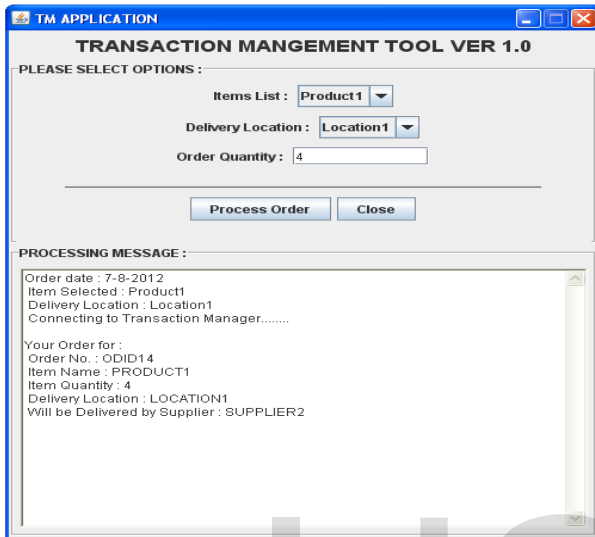 TM APPLICATION
TRANSACTION MANGEMENT TOOL VER 1.0
PLEASE SELECT OPTIONS :
Items List : Product1
Delivery Location : Location1
Order Quantity : 4
Process Order Close
PROCESSING MESSAGE :
Order date : 7-8-2012
Item Selected : Product1
Delivery Location : Location1
Connecting to Transaction Manager........
Your Order for :
Order No. : ODID14
Item Name : PRODUCT1
Item Quantity : 4
Delivery Location : LOCATION1
Will be Delivered by Supplier : SUPPLIER2